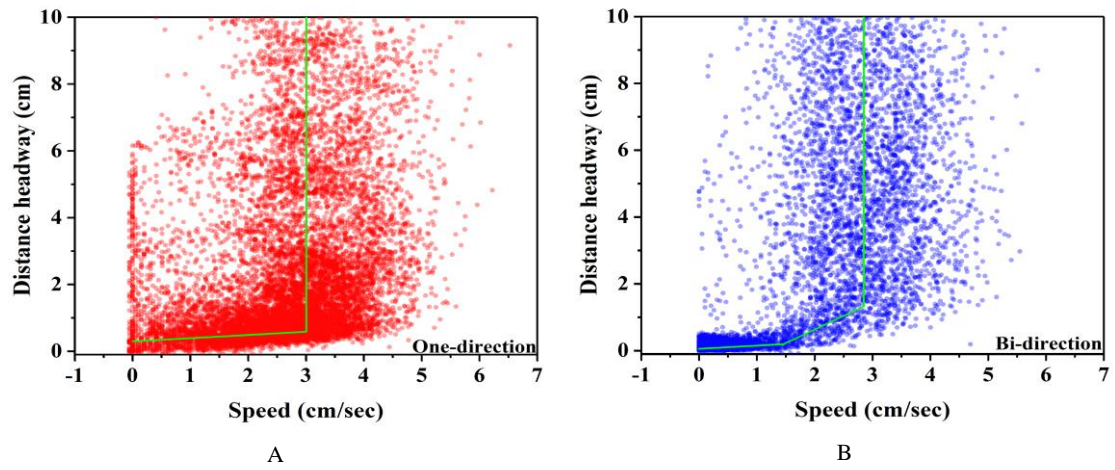 10
8
6
4
2
0
Distance headway (cm)
One-direction
-1 0 1 2 3 4 5 6 7
Speed (cm/sec)
A
10
8
6
4
2
0
Distance headway (cm)
Bi-direction
-1 0 1 2 3 4 5 6 7
Speed (cm/sec)
B